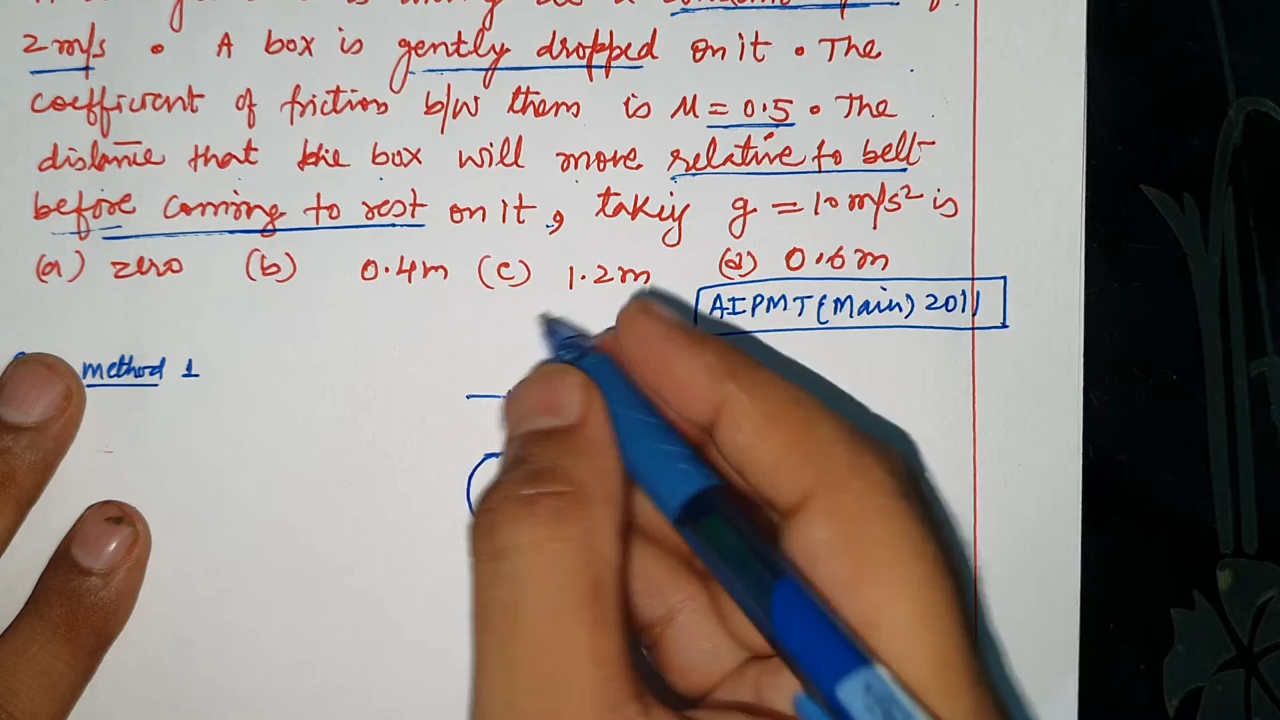 2 m/s . A box is gently dropped on it . The
coefficient of friction b/w them is μ = 0.5 . The
distance that the box will move relative to belt
before coming to rest on it , taking g = 10 m/s² is
(a) zero (b) 0.4m (c) 1.2m (d) 0.6m
AIPMT (Main) 2011
method 1